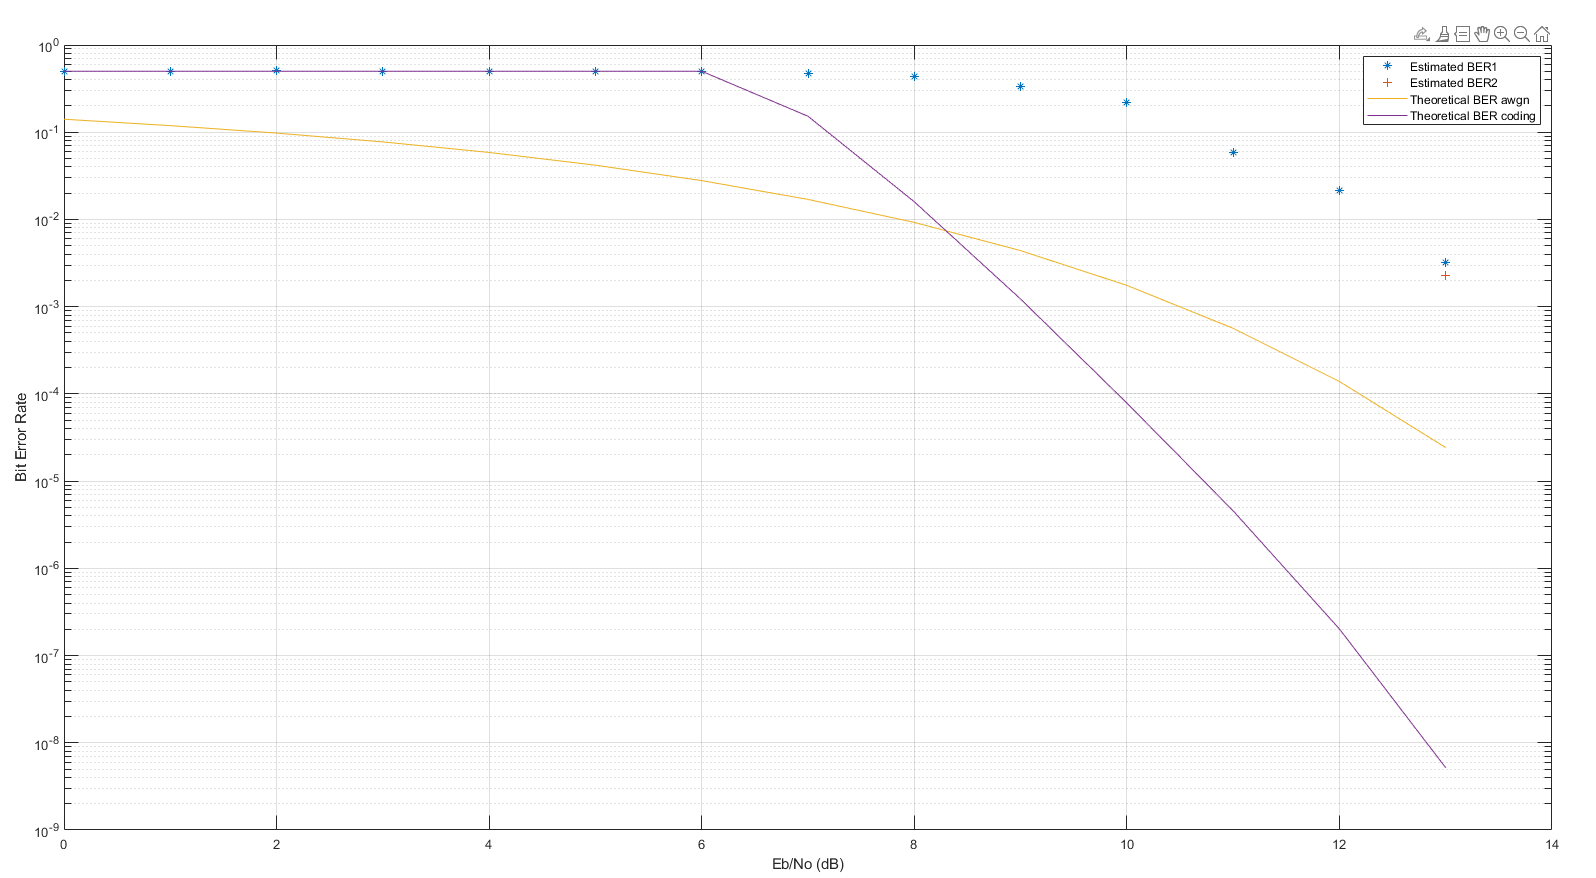 10^0
10^-1
10^-2
10^-3
10^-4
10^-5
10^-6
10^-7
10^-8
10^-9
Bit Error Rate
0 2 4 6 8 10 12 14
Eb/No (dB)
Estimated BER1
Estimated BER2
Theoretical BER awgn
Theoretical BER coding